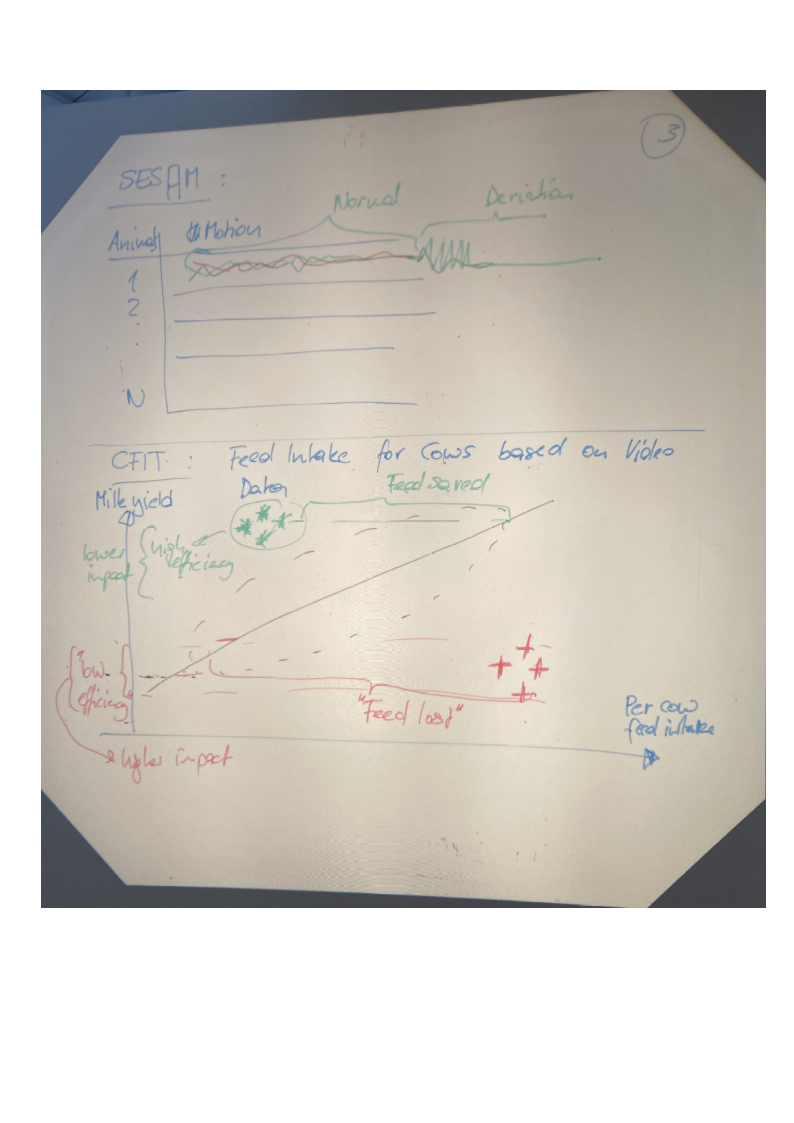 3
SESAM :
Normal
Deviation
Animal
Motion
1
2
:
N
CFIT : Feed Intake for Cows based on Video
Data
Milk yield
Feed saved
lower
impact
high
efficiency
"low
efficiency"
"Feed lost"
Per cow
feed intake
higher impact